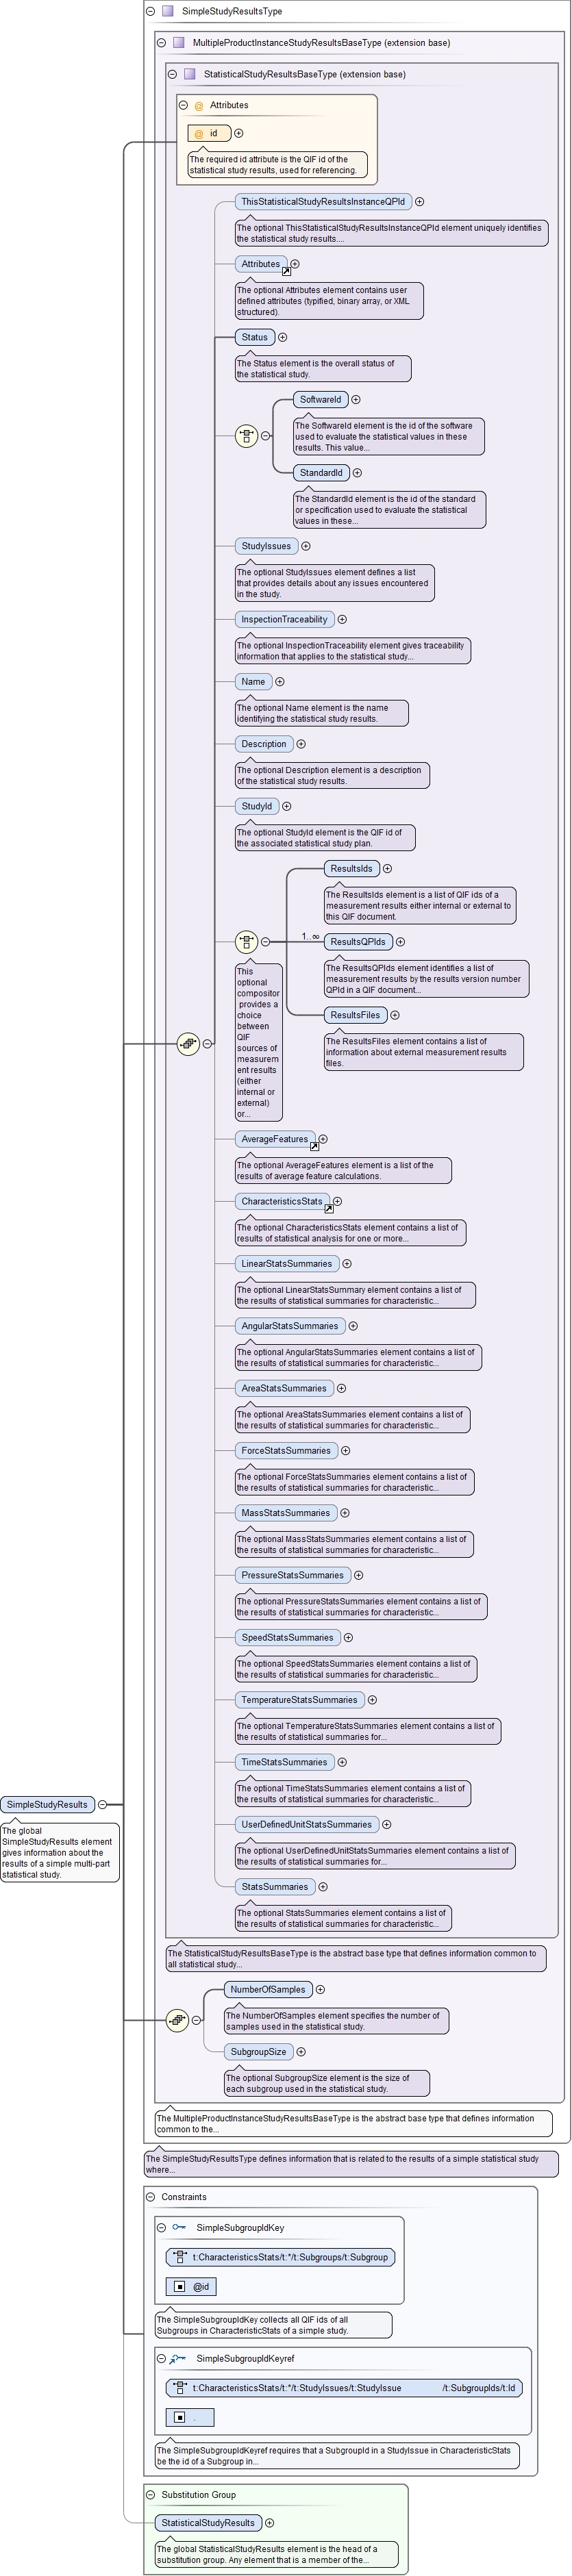 SimpleStudyResultsType
MultipleProductInstanceStudyResultsBaseType (extension base)
StatisticalStudyResultsBaseType (extension base)
@ Attributes
@ id
The required id attribute is the QIF id of the
statistical study results, used for referencing.
ThisStatisticalStudyResultsInstanceQPId
The optional ThisStatisticalStudyResultsInstanceQPId element uniquely identifies
the statistical study results....
Attributes
The optional Attributes element contains user
defined attributes (typified, binary array, or XML
structured).
Status
The Status element is the overall status of
the statistical study.
SoftwareId
The SoftwareId element is the id of the software
used to evaluate the statistical values in these
results. This value...
StandardId
The StandardId element is the id of the standard
or specification used to evaluate the statistical
values in these...
StudyIssues
The optional StudyIssues element defines a list
that provides details about any issues encountered
in the study.
InspectionTraceability
The optional InspectionTraceability element gives traceability
information that applies to the statistical study...
Name
The optional Name element is the name
identifying the statistical study results.
Description
The optional Description element is a description
of the statistical study results.
StudyId
The optional StudyId element is the QIF id of
the associated statistical study plan.
ResultsIds
The ResultsIds element is a list of QIF ids of a
measurement results either internal or external to
this QIF document.
1..∞
ResultsQPIds
The ResultsQPIds element identifies a list of
measurement results by the results version number
QPId in a QIF document...
ResultsFiles
The ResultsFiles element contains a list of
information about external measurement results
files.
This
optional
compositor
provides a
choice
between
QIF
sources of
measurem
ent results
(either
internal or
external)
or...
AverageFeatures
The optional AverageFeatures element is a list of the
results of average feature calculations.
CharacteristicsStats
The optional CharacteristicsStats element contains a list of
results of statistical analysis for one or more...
LinearStatsSummaries
The optional LinearStatsSummary element contains a list of
the results of statistical summaries for characteristic...
AngularStatsSummaries
The optional AngularStatsSummaries element contains a list of
the results of statistical summaries for characteristic...
AreaStatsSummaries
The optional AreaStatsSummaries element contains a list of
the results of statistical summaries for characteristic...
ForceStatsSummaries
The optional ForceStatsSummaries element contains a list of
the results of statistical summaries for characteristic...
MassStatsSummaries
The optional MassStatsSummaries element contains a list of
the results of statistical summaries for characteristic...
PressureStatsSummaries
The optional PressureStatsSummaries element contains a list of
the results of statistical summaries for characteristic...
SpeedStatsSummaries
The optional SpeedStatsSummaries element contains a list of
the results of statistical summaries for characteristic...
TemperatureStatsSummaries
The optional TemperatureStatsSummaries element contains a list of
the results of statistical summaries for...
TimeStatsSummaries
The optional TimeStatsSummaries element contains a list of
the results of statistical summaries for characteristic...
UserDefinedUnitStatsSummaries
The optional UserDefinedUnitStatsSummaries element contains a list of
the results of statistical summaries for...
StatsSummaries
The optional StatsSummaries element contains a list of
the results of statistical summaries for characteristic...
SimpleStudyResults
The global
SimpleStudyResults element
gives information about the
results of a simple multi-part
statistical study.
The StatisticalStudyResultsBaseType is the abstract base type that defines information common to
all statistical study...
NumberOfSamples
The NumberOfSamples element specifies the number of
samples used in the statistical study.
SubgroupSize
The optional SubgroupSize element is the size of
each subgroup used in the statistical study.
The MultipleProductInstanceStudyResultsBaseType is the abstract base type that defines information
common to the...
The SimpleStudyResultsType defines information that is related to the results of a simple statistical study
where...
Constraints
SimpleSubgroupIdKey
t:CharacteristicsStats/t:*/t:Subgroups/t:Subgroup
@id
The SimpleSubgroupIdKey collects all QIF ids of all
Subgroups in CharacteristicStats of a simple study.
SimpleSubgroupIdKeyref
t:CharacteristicsStats/t:*/t:StudyIssues/t:StudyIssue /t:SubgroupIds/t:Id
.
The SimpleSubgroupIdKeyref requires that a SubgroupId in a StudyIssue in CharacteristicStats
be the id of a Subgroup in...
Substitution Group
StatisticalStudyResults
The global StatisticalStudyResults element is the head of a
substitution group. Any element that is a member of the...